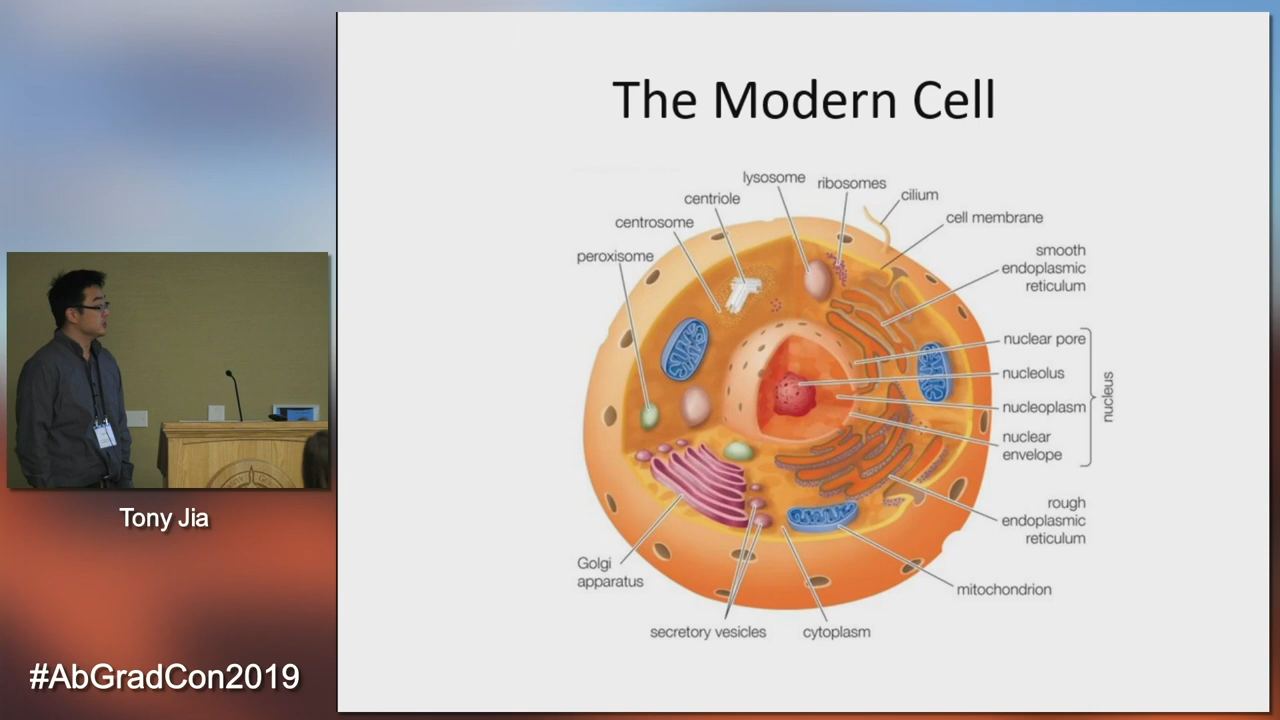 The Modern Cell
lysosome
ribosomes
cilium
centriole
cell membrane
centrosome
smooth
endoplasmic
reticulum
peroxisome
nuclear pore
nucleolus
nucleoplasm
nuclear
envelope
nucleus
rough
endoplasmic
reticulum
Golgi
apparatus
mitochondrion
secretory vesicles
cytoplasm
Tony Jia
#AbGradCon2019